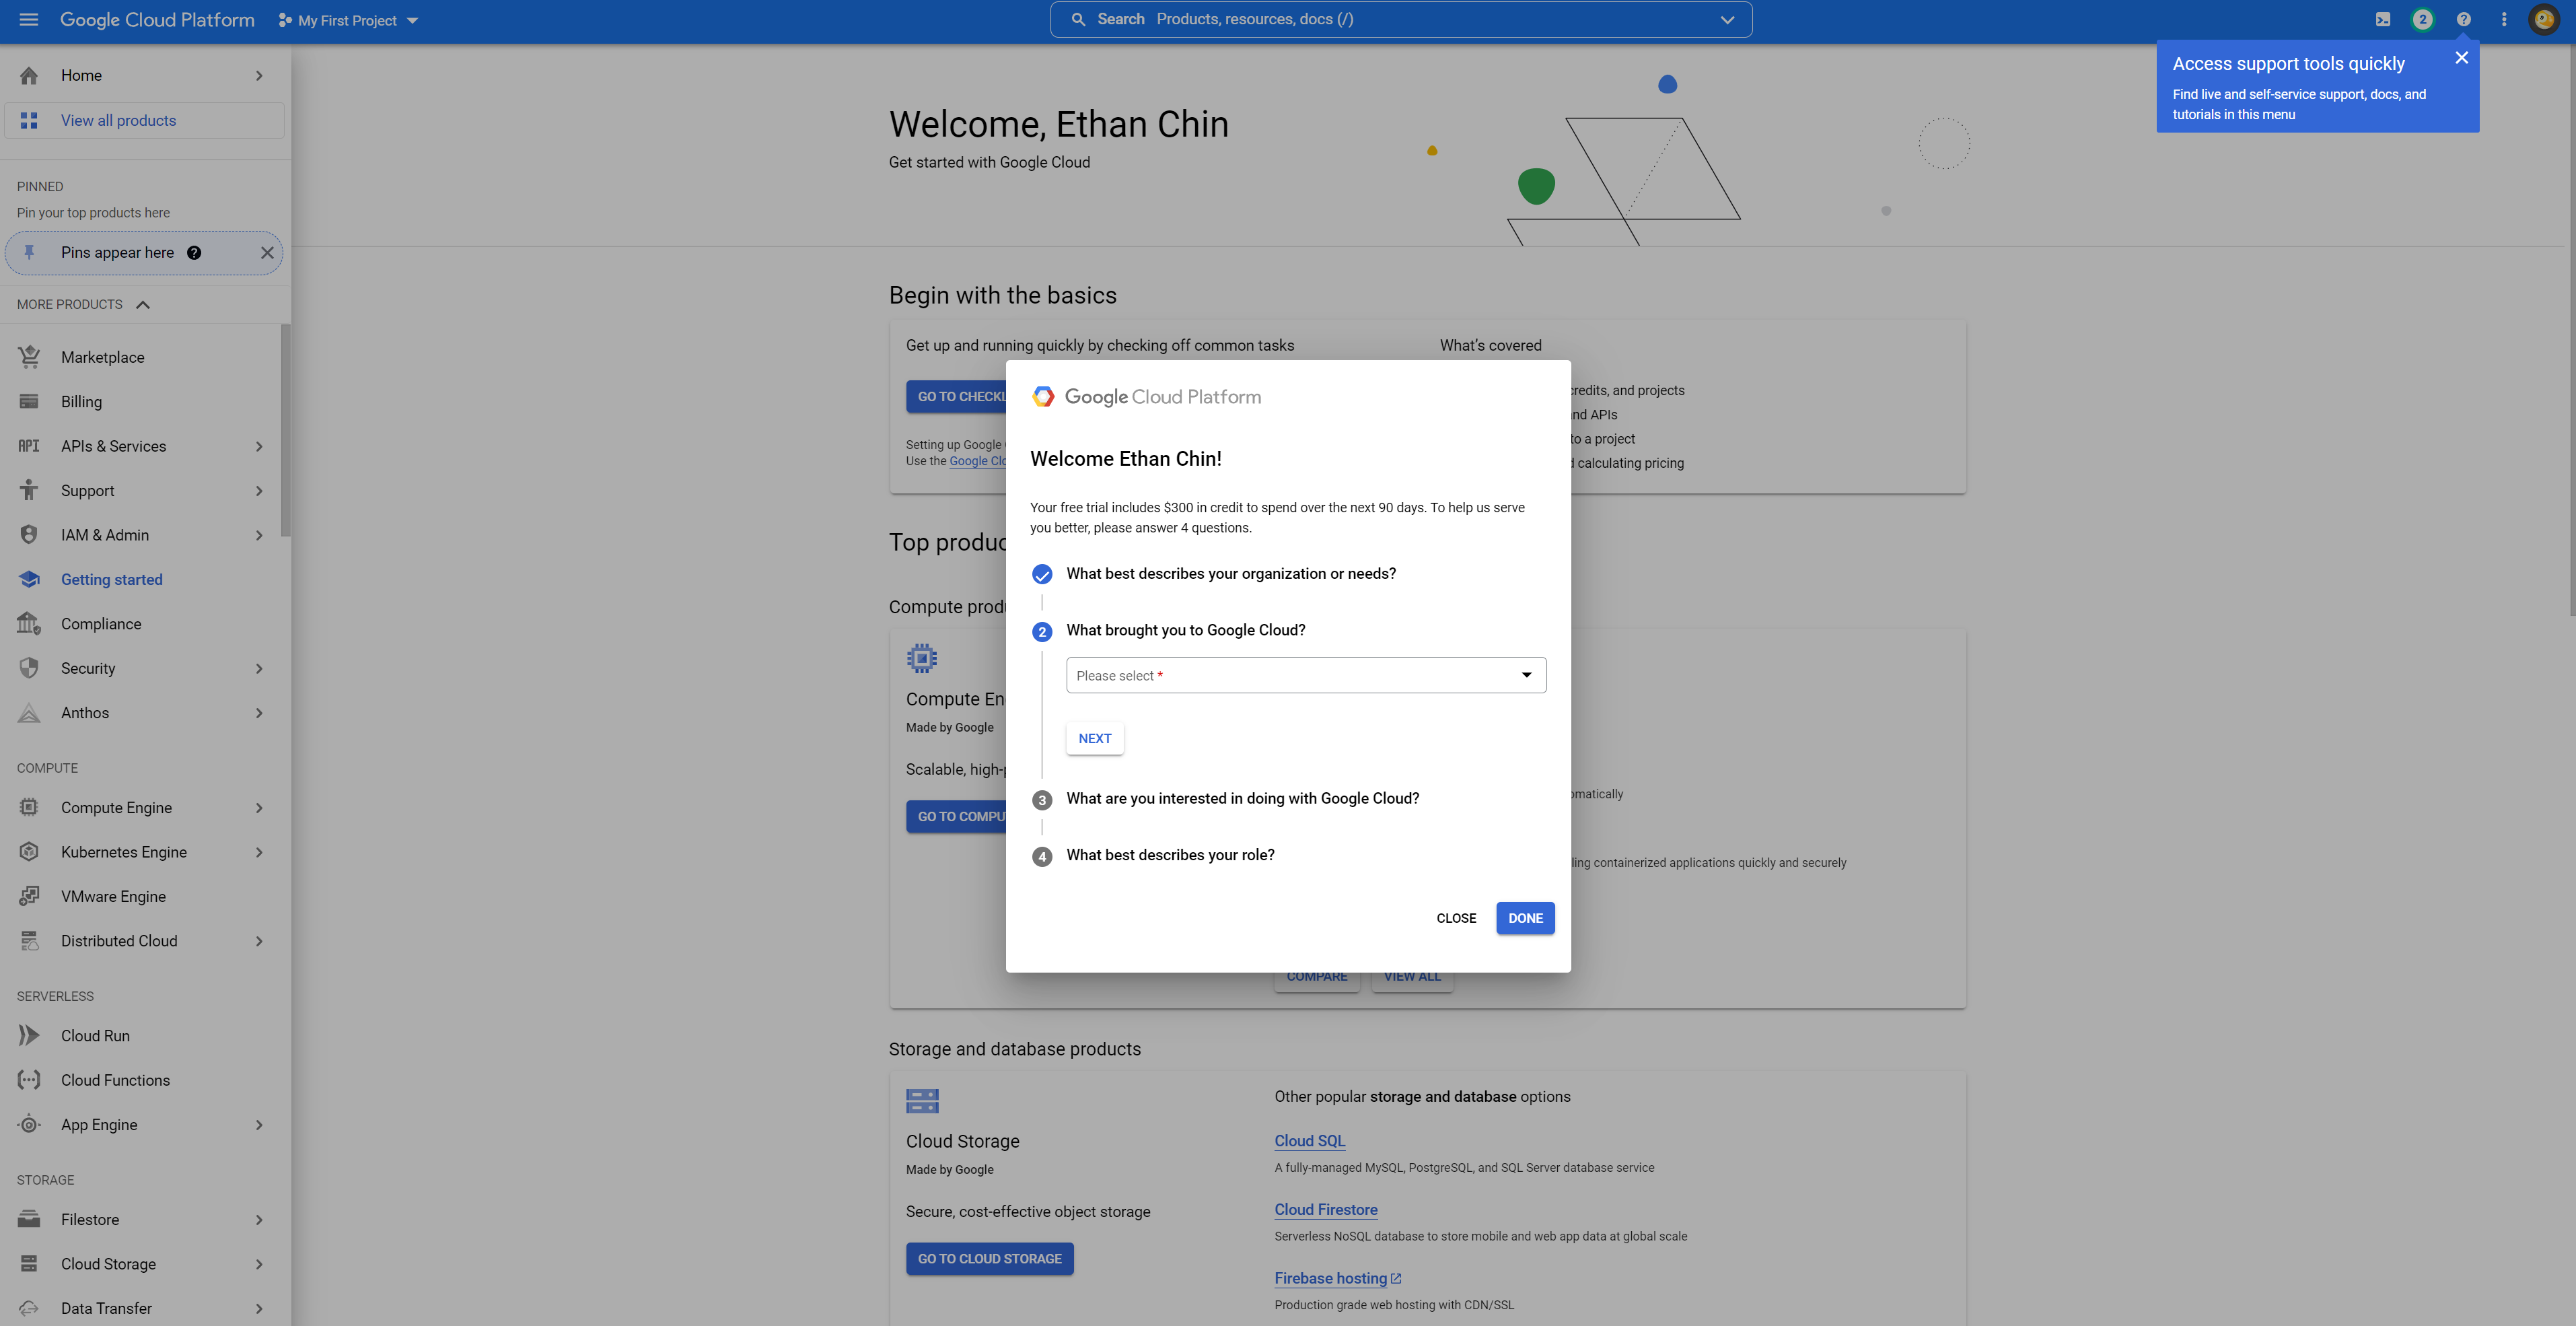 Google Cloud Platform
My First Project
Search Products, resources, docs (/)
2
Access support tools quickly
Find live and self-service support, docs, and
tutorials in this menu
Home
View all products
PINNED
Pin your top products here
Pins appear here
MORE PRODUCTS
Marketplace
Billing
API APIs & Services
Support
IAM & Admin
Getting started
Compliance
Security
Anthos
COMPUTE
Compute Engine
Kubernetes Engine
VMware Engine
Distributed Cloud
SERVERLESS
Cloud Run
Cloud Functions
App Engine
STORAGE
Filestore
Cloud Storage
Data Transfer
Welcome, Ethan Chin
Get started with Google Cloud
Begin with the basics
Get up and running quickly by checking off common tasks
What's covered
GO TO CHECKL
credits, and projects
and APIs
to a project
calculating pricing
Setting up Google
Use the Google Clo
Top produc
Compute produ
Compute En
Made by Google
Scalable, high-p
GO TO COMPU
omatically
ling containerized applications quickly and securely
COMPARE
VIEW ALL
Google Cloud Platform
Welcome Ethan Chin!
Your free trial includes $300 in credit to spend over the next 90 days. To help us serve
you better, please answer 4 questions.
What best describes your organization or needs?
2 What brought you to Google Cloud?
Please select *
NEXT
3 What are you interested in doing with Google Cloud?
4 What best describes your role?
CLOSE
DONE
Storage and database products
Cloud Storage
Made by Google
Secure, cost-effective object storage
GO TO CLOUD STORAGE
Other popular storage and database options
Cloud SQL
A fully-managed MySQL, PostgreSQL, and SQL Server database service
Cloud Firestore
Serverless NoSQL database to store mobile and web app data at global scale
Firebase hosting
Production grade web hosting with CDN/SSL